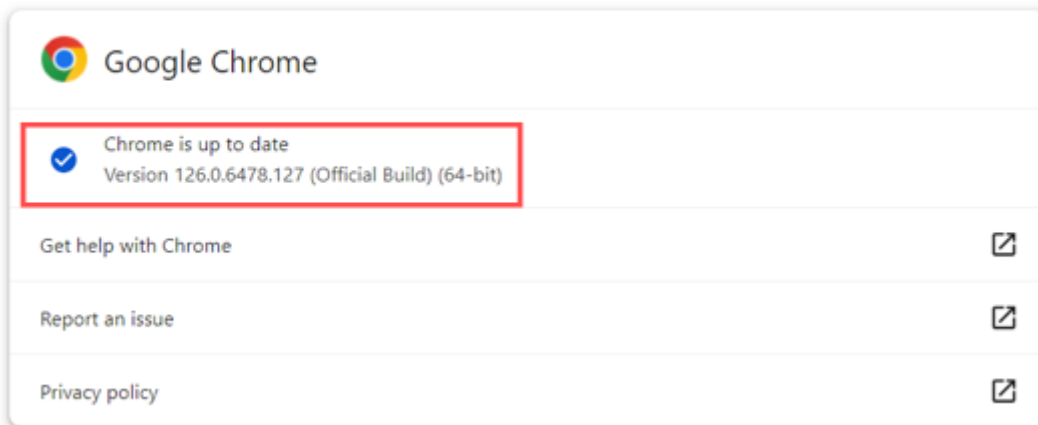 Google Chrome
Chrome is up to date
Version 126.0.6478.127 (Official Build) (64-bit)
Get help with Chrome
Report an issue
Privacy policy